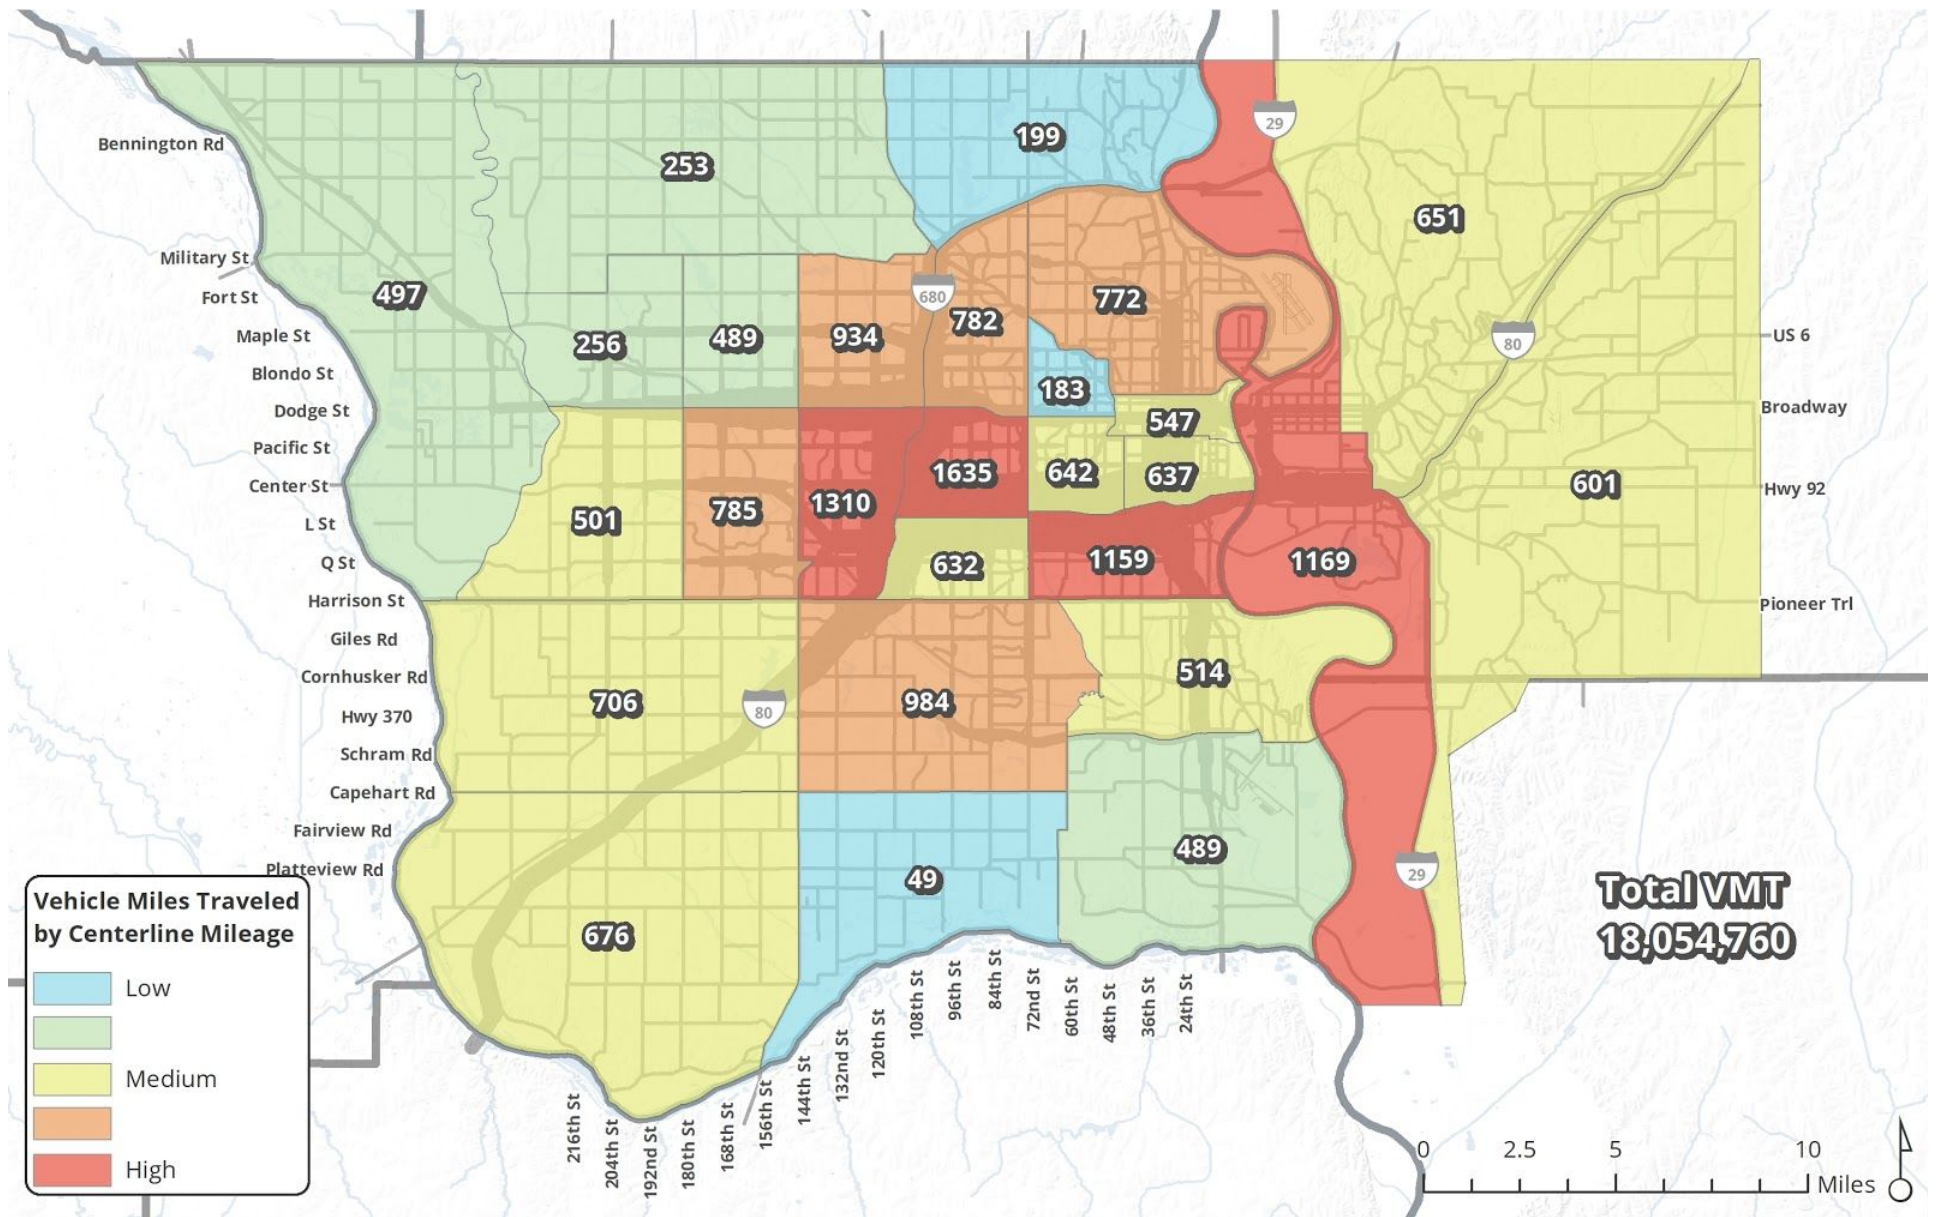 Bennington Rd
Military St
Fort St
Maple St
Blondo St
Dodge St
Pacific St
Center St
L St
Q St
Harrison St
Giles Rd
Cornhusker Rd
Hwy 370
Schram Rd
Capehart Rd
Fairview Rd
Platteview Rd
199
29
253
651
497
680
772
782
934
489
256
80
183
547
1635
642
637
1310
785
501
601
632
1159
1169
706
80
984
514
489
49
676
29
US 6
Broadway
Hwy 92
Pioneer Trl
216th St
204th St
192nd St
180th St
168th St
156th St
144th St
132nd St
120th St
108th St
96th St
84th St
72nd St
60th St
48th St
36th St
24th St
Total VMT
18,054,760
Vehicle Miles Traveled
by Centerline Mileage
Low
Medium
High
0 2.5 5 10
Miles